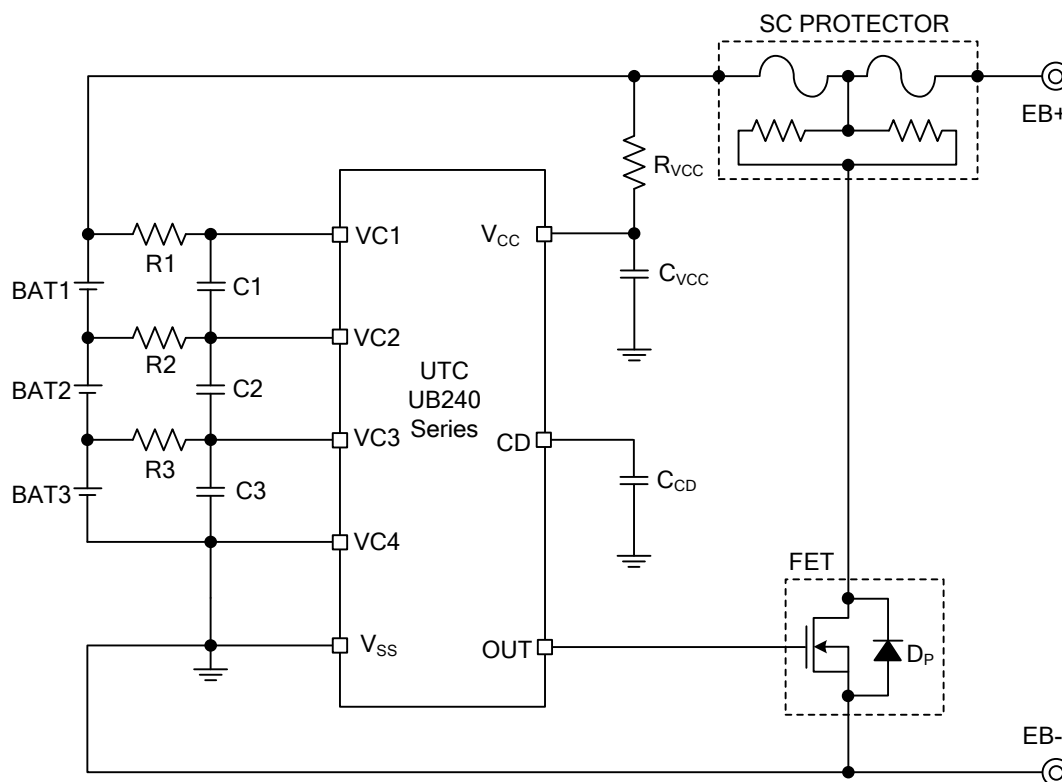 SC PROTECTOR
EB+
R1
C1
BAT1
VC1
VCC
RVCC
CVCC
R2
C2
BAT2
VC2
UTC
UB240
Series
R3
C3
BAT3
VC3
CD
CCD
VC4
FET
VSS
OUT
DP
EB-